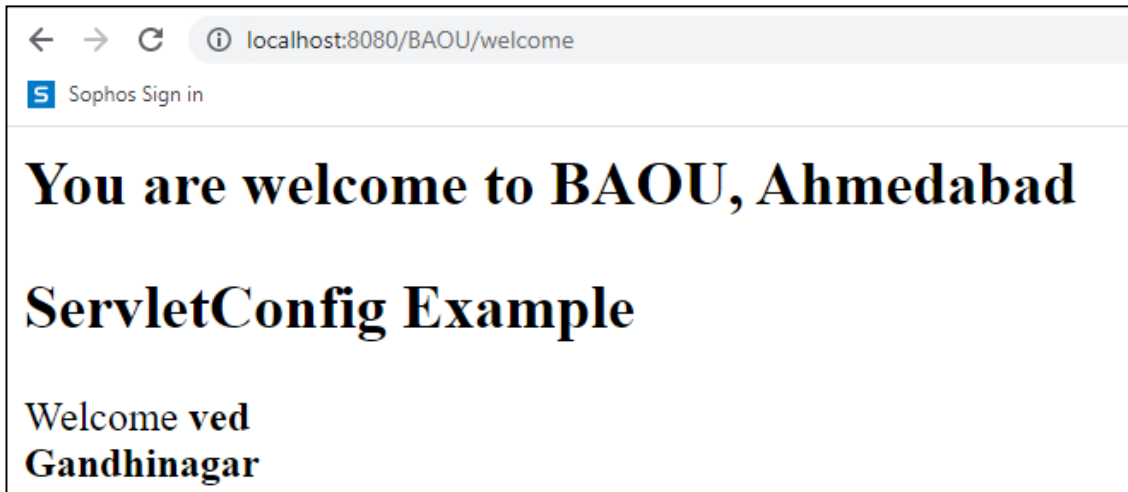 localhost:8080/BAOU/welcome
S Sophos Sign in
You are welcome to BAOU, Ahmedabad
ServletConfig Example
Welcome ved
Gandhinagar